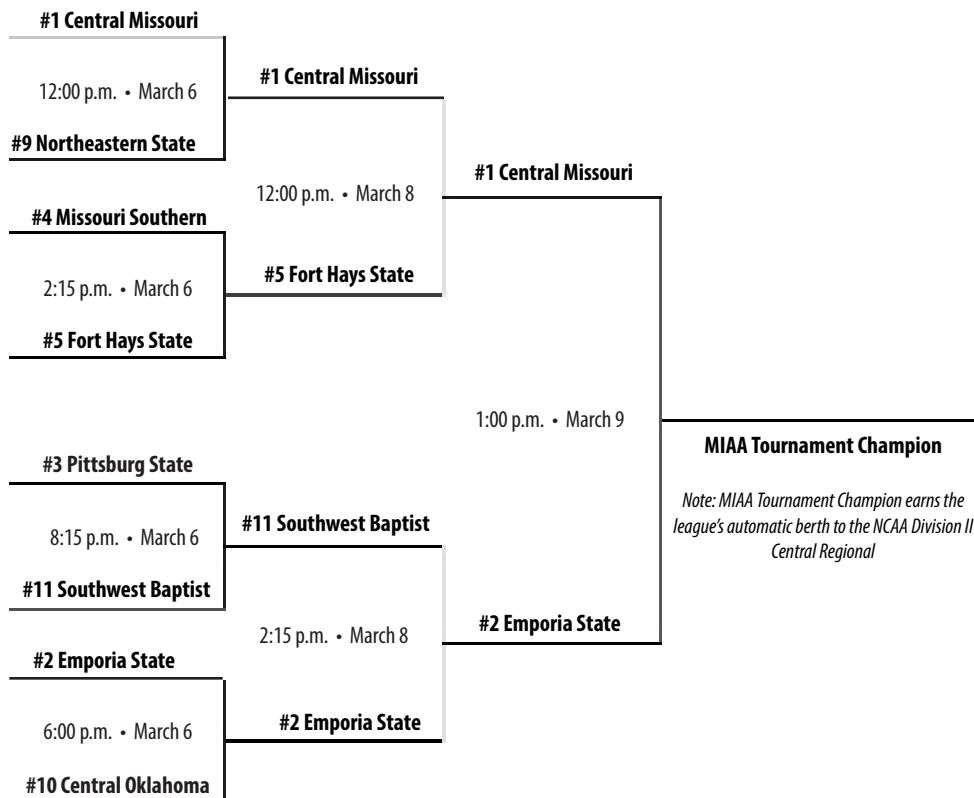 #1 Central Missouri
12:00 p.m. • March 6
#9 Northeastern State
#4 Missouri Southern
2:15 p.m. • March 6
#5 Fort Hays State
#3 Pittsburg State
8:15 p.m. • March 6
#11 Southwest Baptist
#2 Emporia State
6:00 p.m. • March 6
#10 Central Oklahoma
#1 Central Missouri
12:00 p.m. • March 8
#5 Fort Hays State
#11 Southwest Baptist
2:15 p.m. • March 8
#2 Emporia State
#1 Central Missouri
1:00 p.m. • March 9
#2 Emporia State
MIAA Tournament Champion
Note: MIAA Tournament Champion earns the
league's automatic berth to the NCAA Division II
Central Regional